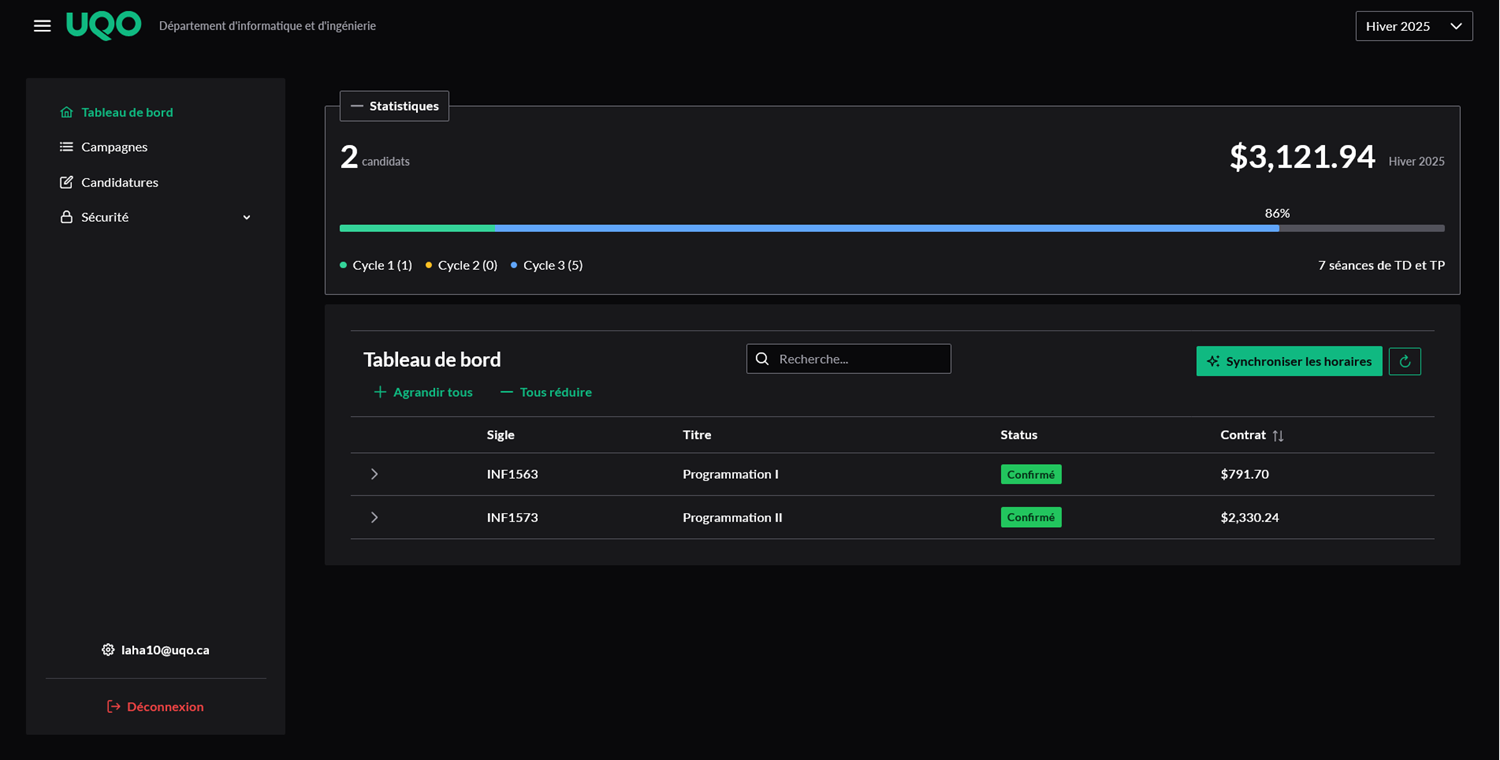 UQO Département d'informatique et d'ingénierie Hiver 2025
Tableau de bord
Campagnes
Candidatures
Sécurité
laha10@uqo.ca
Déconnexion
Statistiques
2 candidats $3,121.94 Hiver 2025
86%
Cycle 1 (1) Cycle 2 (0) Cycle 3 (5) 7 séances de TD et TP
Tableau de bord Recherche... Synchroniser les horaires
Agrandir tous Tous réduire
Sigle Titre Status Contrat
INF1563 Programmation I Confirmé $791.70
INF1573 Programmation II Confirmé $2,330.24